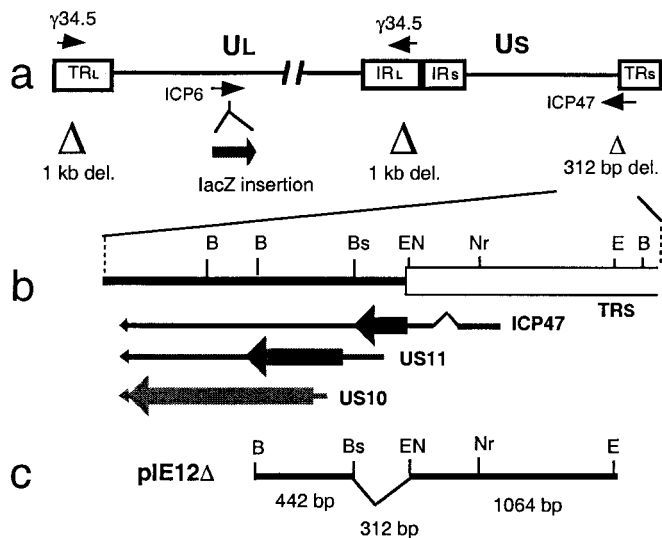 γ34.5 γ34.5
a
UL US
TRL IRL IRS TRS
ICP6 ICP47
Δ Δ Δ
1 kb del. lacZ insertion 1 kb del. 312 bp del.
B B Bs EN Nr E B
b
TRS
ICP47
US11
US10
c
pIE12Δ
B Bs EN Nr E
442 bp 312 bp 1064 bp